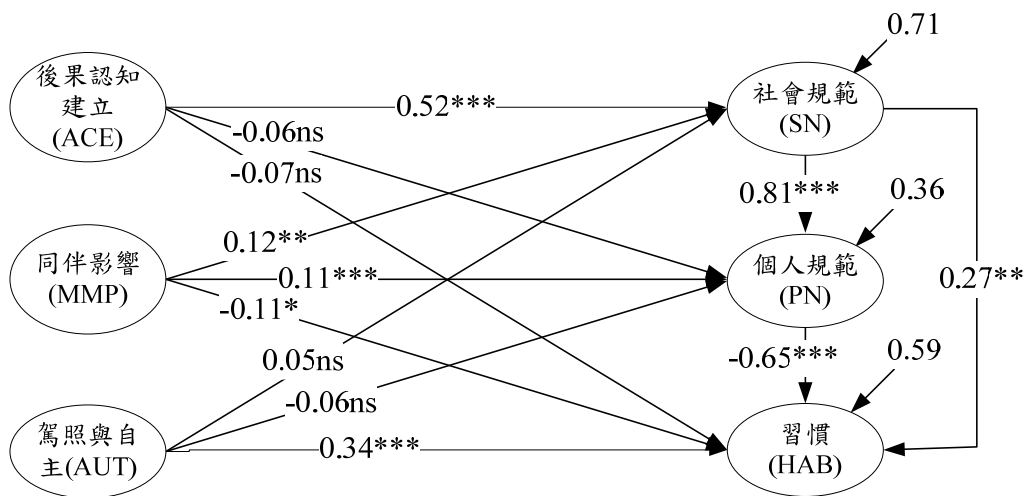 後果認知
建立
(ACE)
同伴影響
(MMP)
駕照與自
主(AUT)
0.52***
-0.06ns
-0.07ns
0.12**
0.11***
-0.11*
0.05ns
-0.06ns
0.34***
0.71
社會規範
(SN)
0.81***
0.36
個人規範
(PN)
0.27**
-0.65***
0.59
習慣
(HAB)